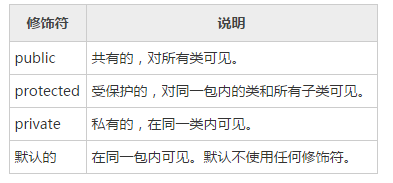 修饰符 说明
public 共有的，对所有类可见。
protected 受保护的，对同一包内的类和所有子类可见。
private 私有的，在同一类内可见。
默认的 在同一包内可见。默认不使用任何修饰符。